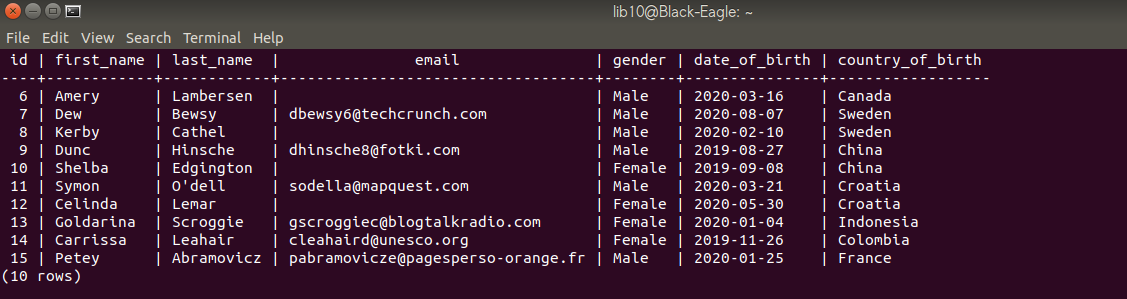 lib10@Black-Eagle: ~
File Edit View Search Terminal Help
 id | first_name | last_name  |               email               | gender | date_of_birth | country_of_birth
----+------------+------------+-----------------------------------+--------+---------------+------------------
  6 | Amery      | Lambersen  |                                   | Male   | 2020-03-16    | Canada
  7 | Dew        | Bewsy      | dbewsy6@techcrunch.com            | Male   | 2020-08-07    | Sweden
  8 | Kerby      | Cathel     |                                   | Male   | 2020-02-10    | Sweden
  9 | Dunc       | Hinsche    | dhinsche8@fotki.com               | Male   | 2019-08-27    | China
 10 | Shelba     | Edgington  |                                   | Female | 2019-09-08    | China
 11 | Symon      | O'dell     | sodella@mapquest.com              | Male   | 2020-03-21    | Croatia
 12 | Celinda    | Lemar      |                                   | Female | 2020-05-30    | Croatia
 13 | Goldarina  | Scroggie   | gscroggiec@blogtalkradio.com      | Female | 2020-01-04    | Indonesia
 14 | Carrissa   | Leahair    | cleahaird@unesco.org              | Female | 2019-11-26    | Colombia
 15 | Petey      | Abramovicz | pabramovicze@pagesperso-orange.fr | Male   | 2020-01-25    | France
(10 rows)